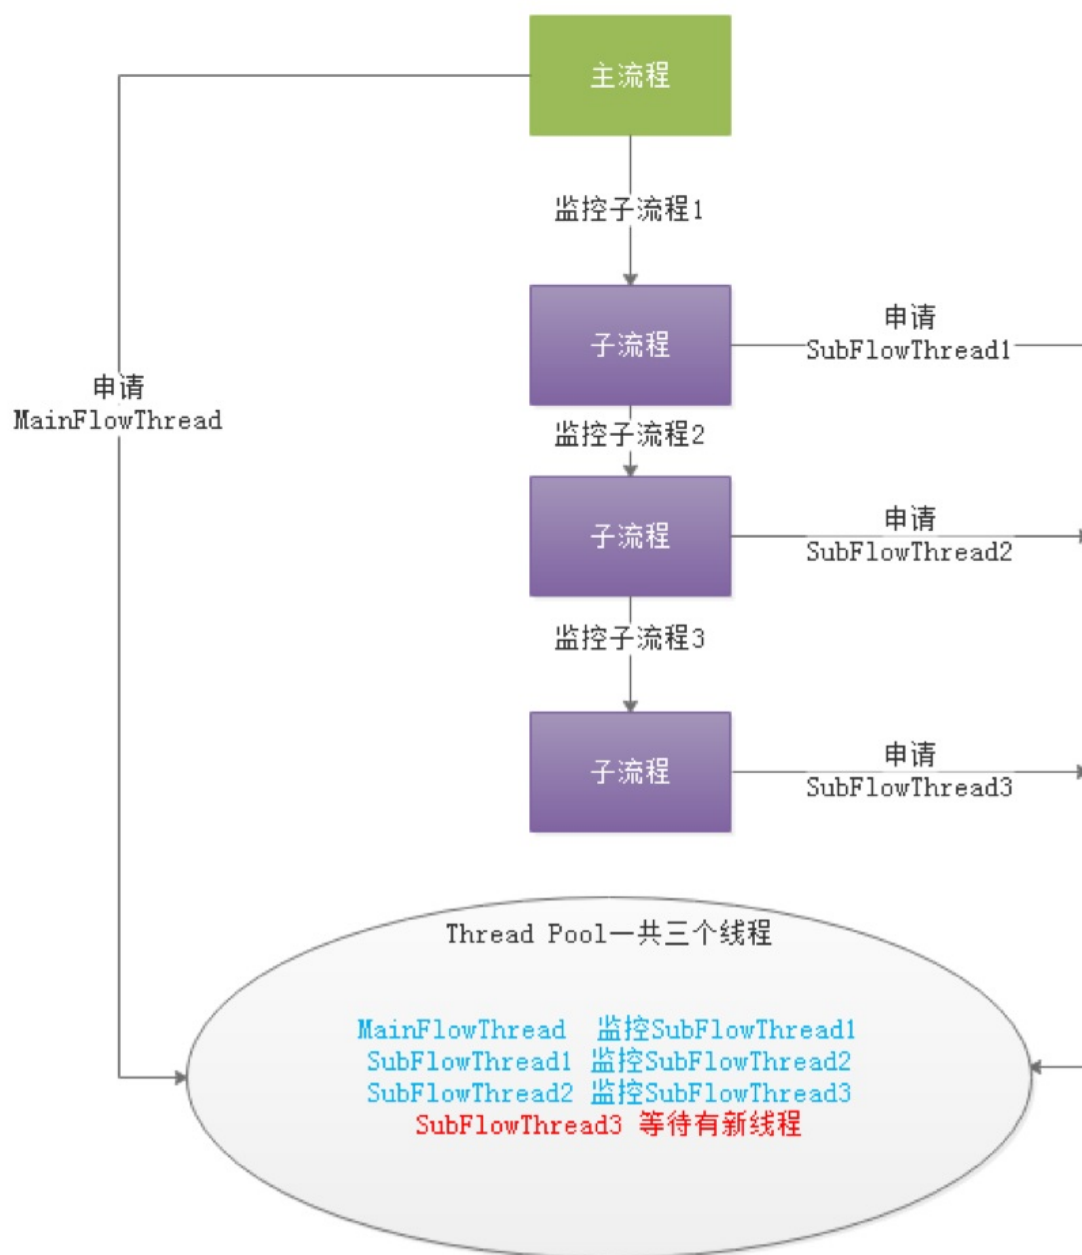 主流程
监控子流程1
子流程
申请
SubFlowThread1
申请
MainFlowThread
监控子流程2
子流程
申请
SubFlowThread2
监控子流程3
子流程
申请
SubFlowThread3
Thread Pool一共三个线程
MainFlowThread 监控SubFlowThread1
SubFlowThread1 监控SubFlowThread2
SubFlowThread2 监控SubFlowThread3
SubFlowThread3 等待有新线程